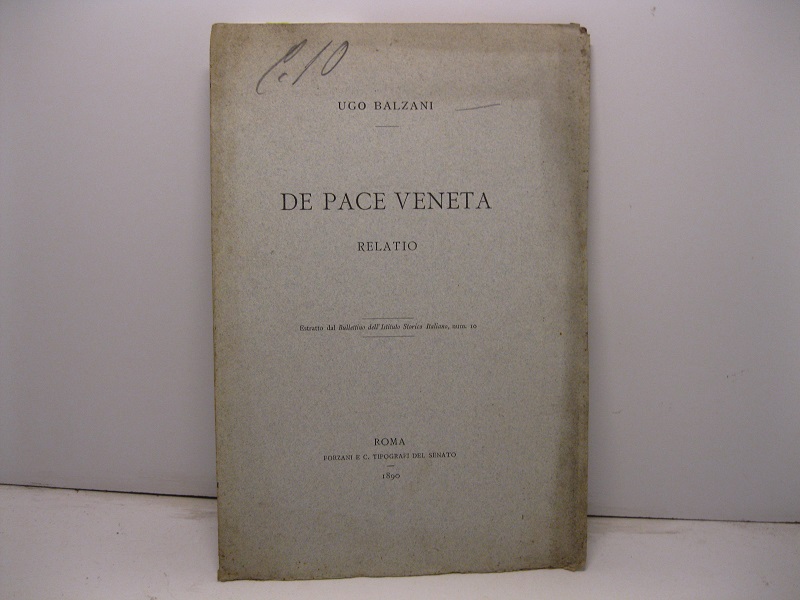 C. 10
UGO BALZANI
DE PACE VENETA
RELATIO
Estratto dal Bullettino dell'Istituto Storico Italiano, num. 10
ROMA
FORZANI E C. TIPOGRAFI DEL SENATO
1890